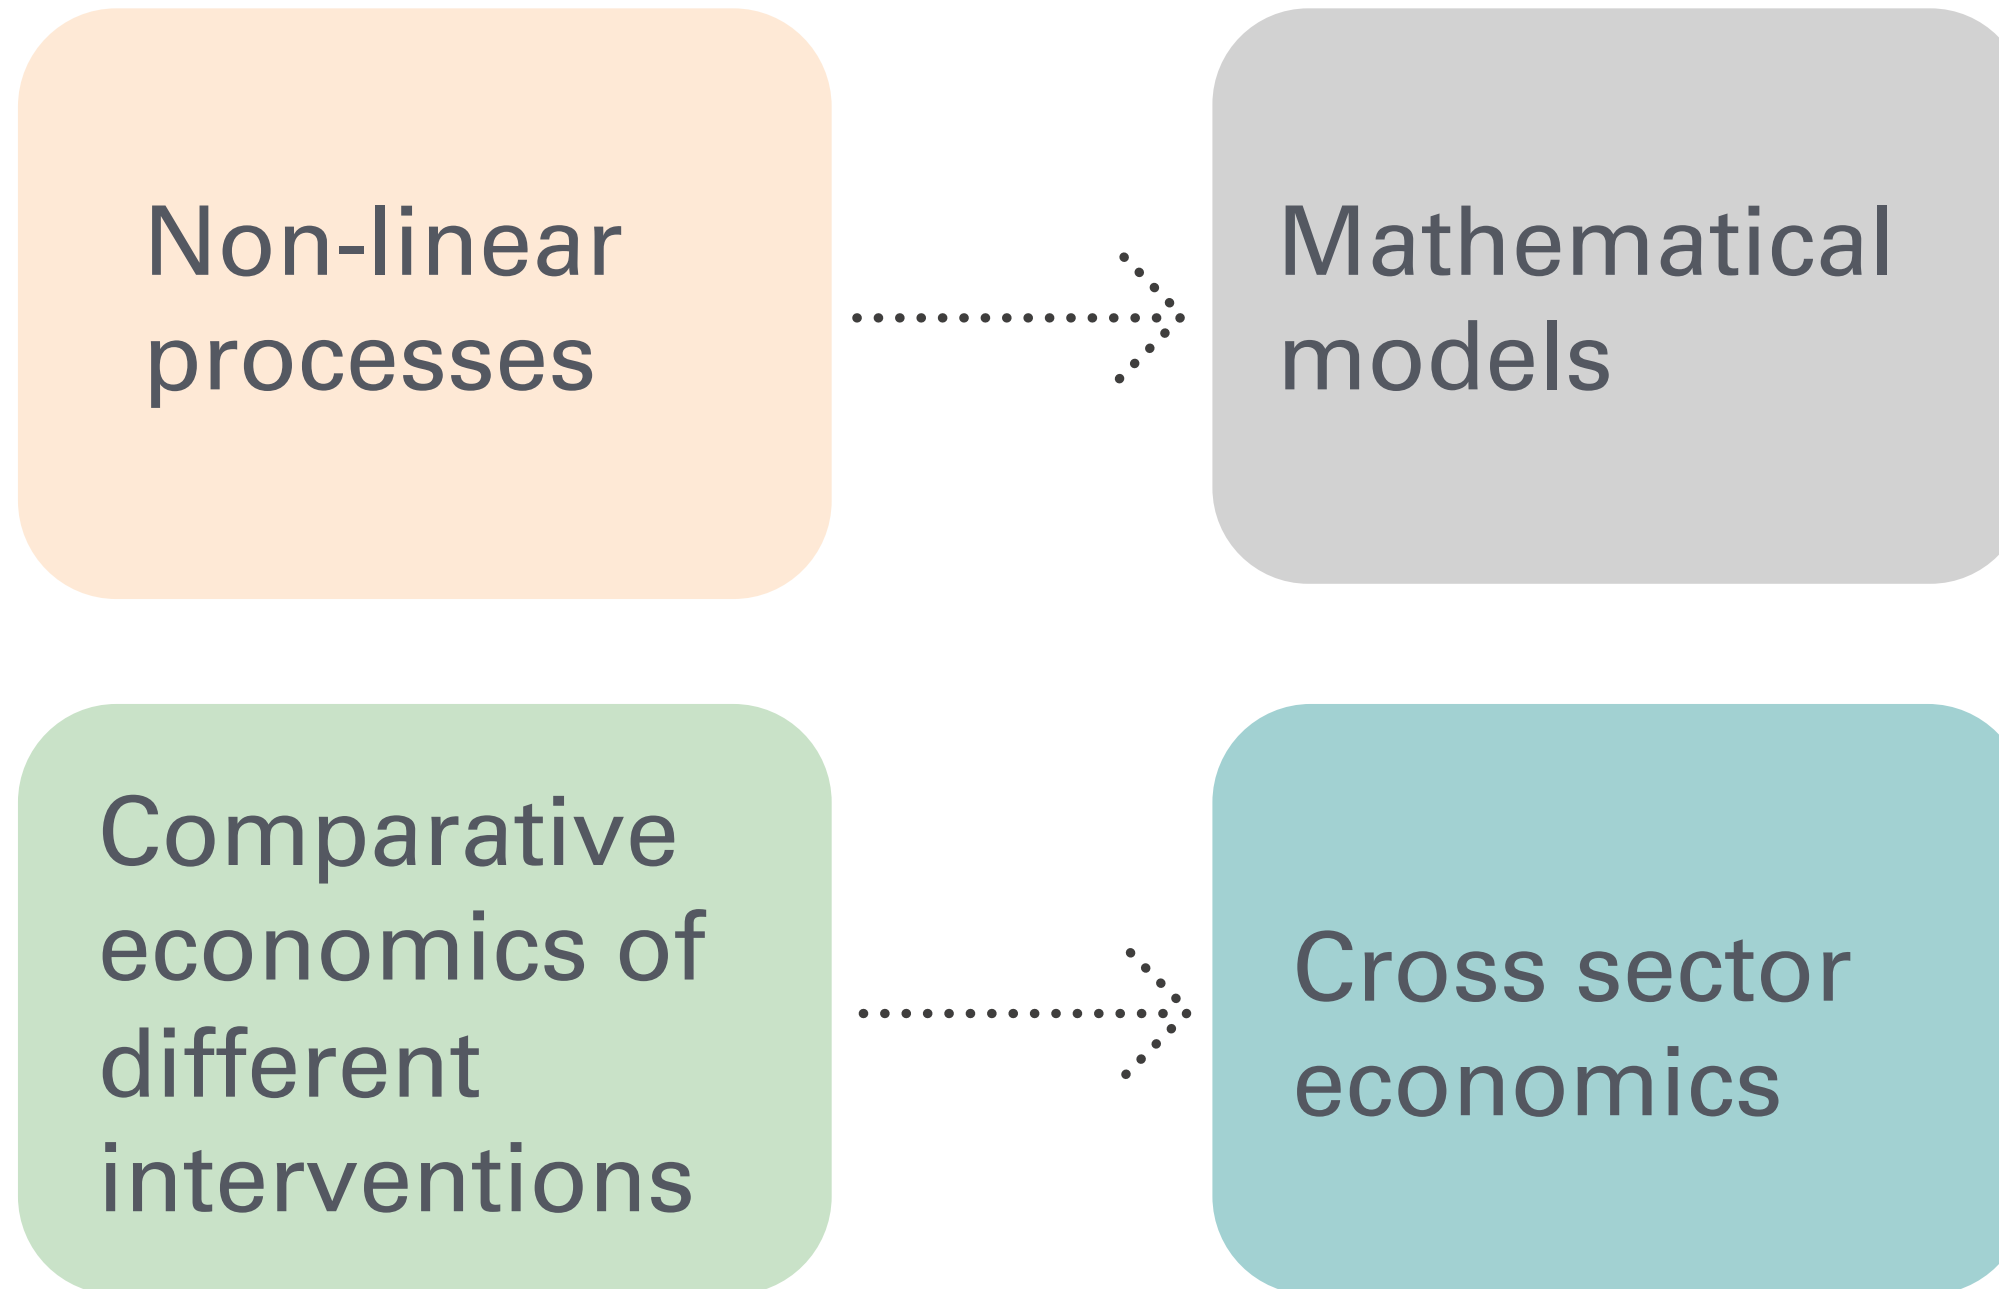 Non-linear
processes
Mathematical
models
Comparative
economics of
different
interventions
Cross sector
economics